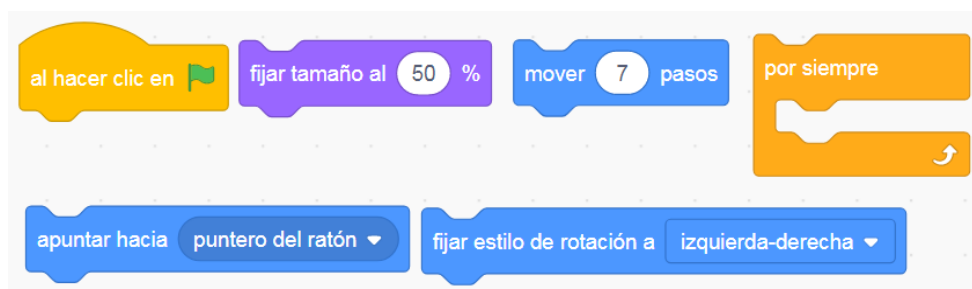 al hacer clic en
fijar tamaño al 50 %
mover 7 pasos
por siempre
apuntar hacia puntero del ratón
fijar estilo de rotación a izquierda-derecha